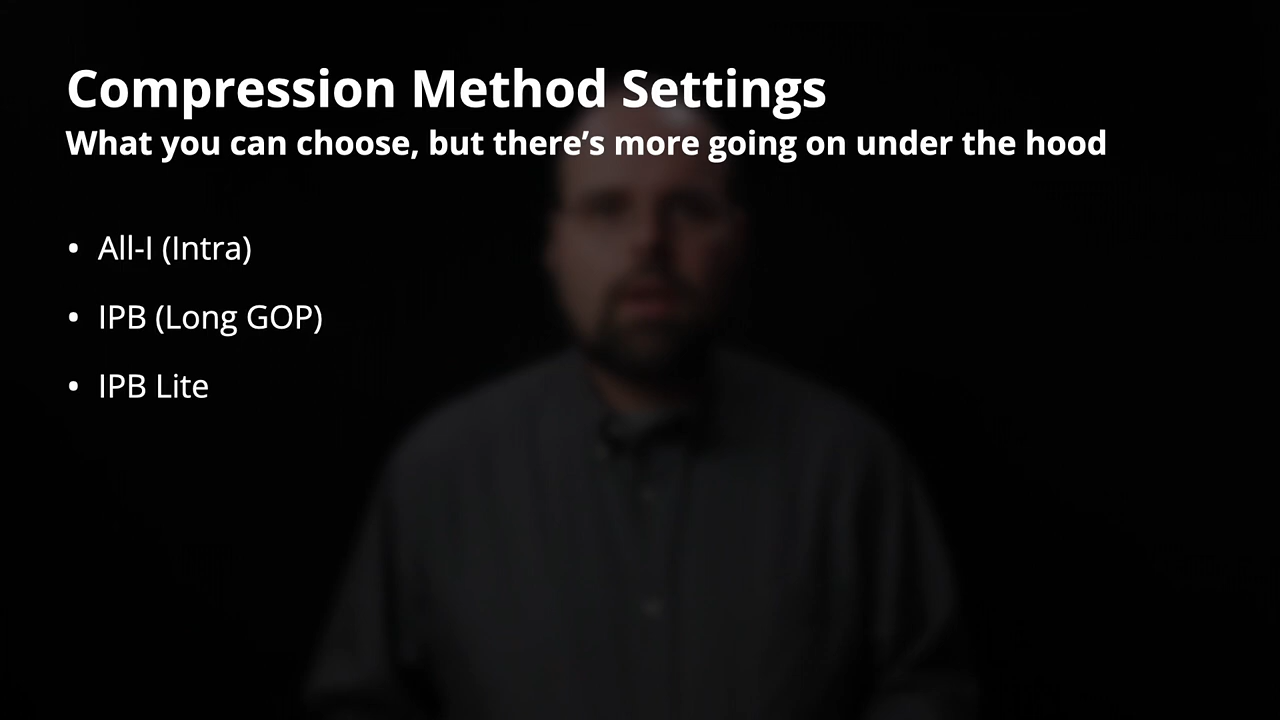 Compression Method Settings
What you can choose, but there’s more going on under the hood
• All-I (Intra)
• IPB (Long GOP)
• IPB Lite